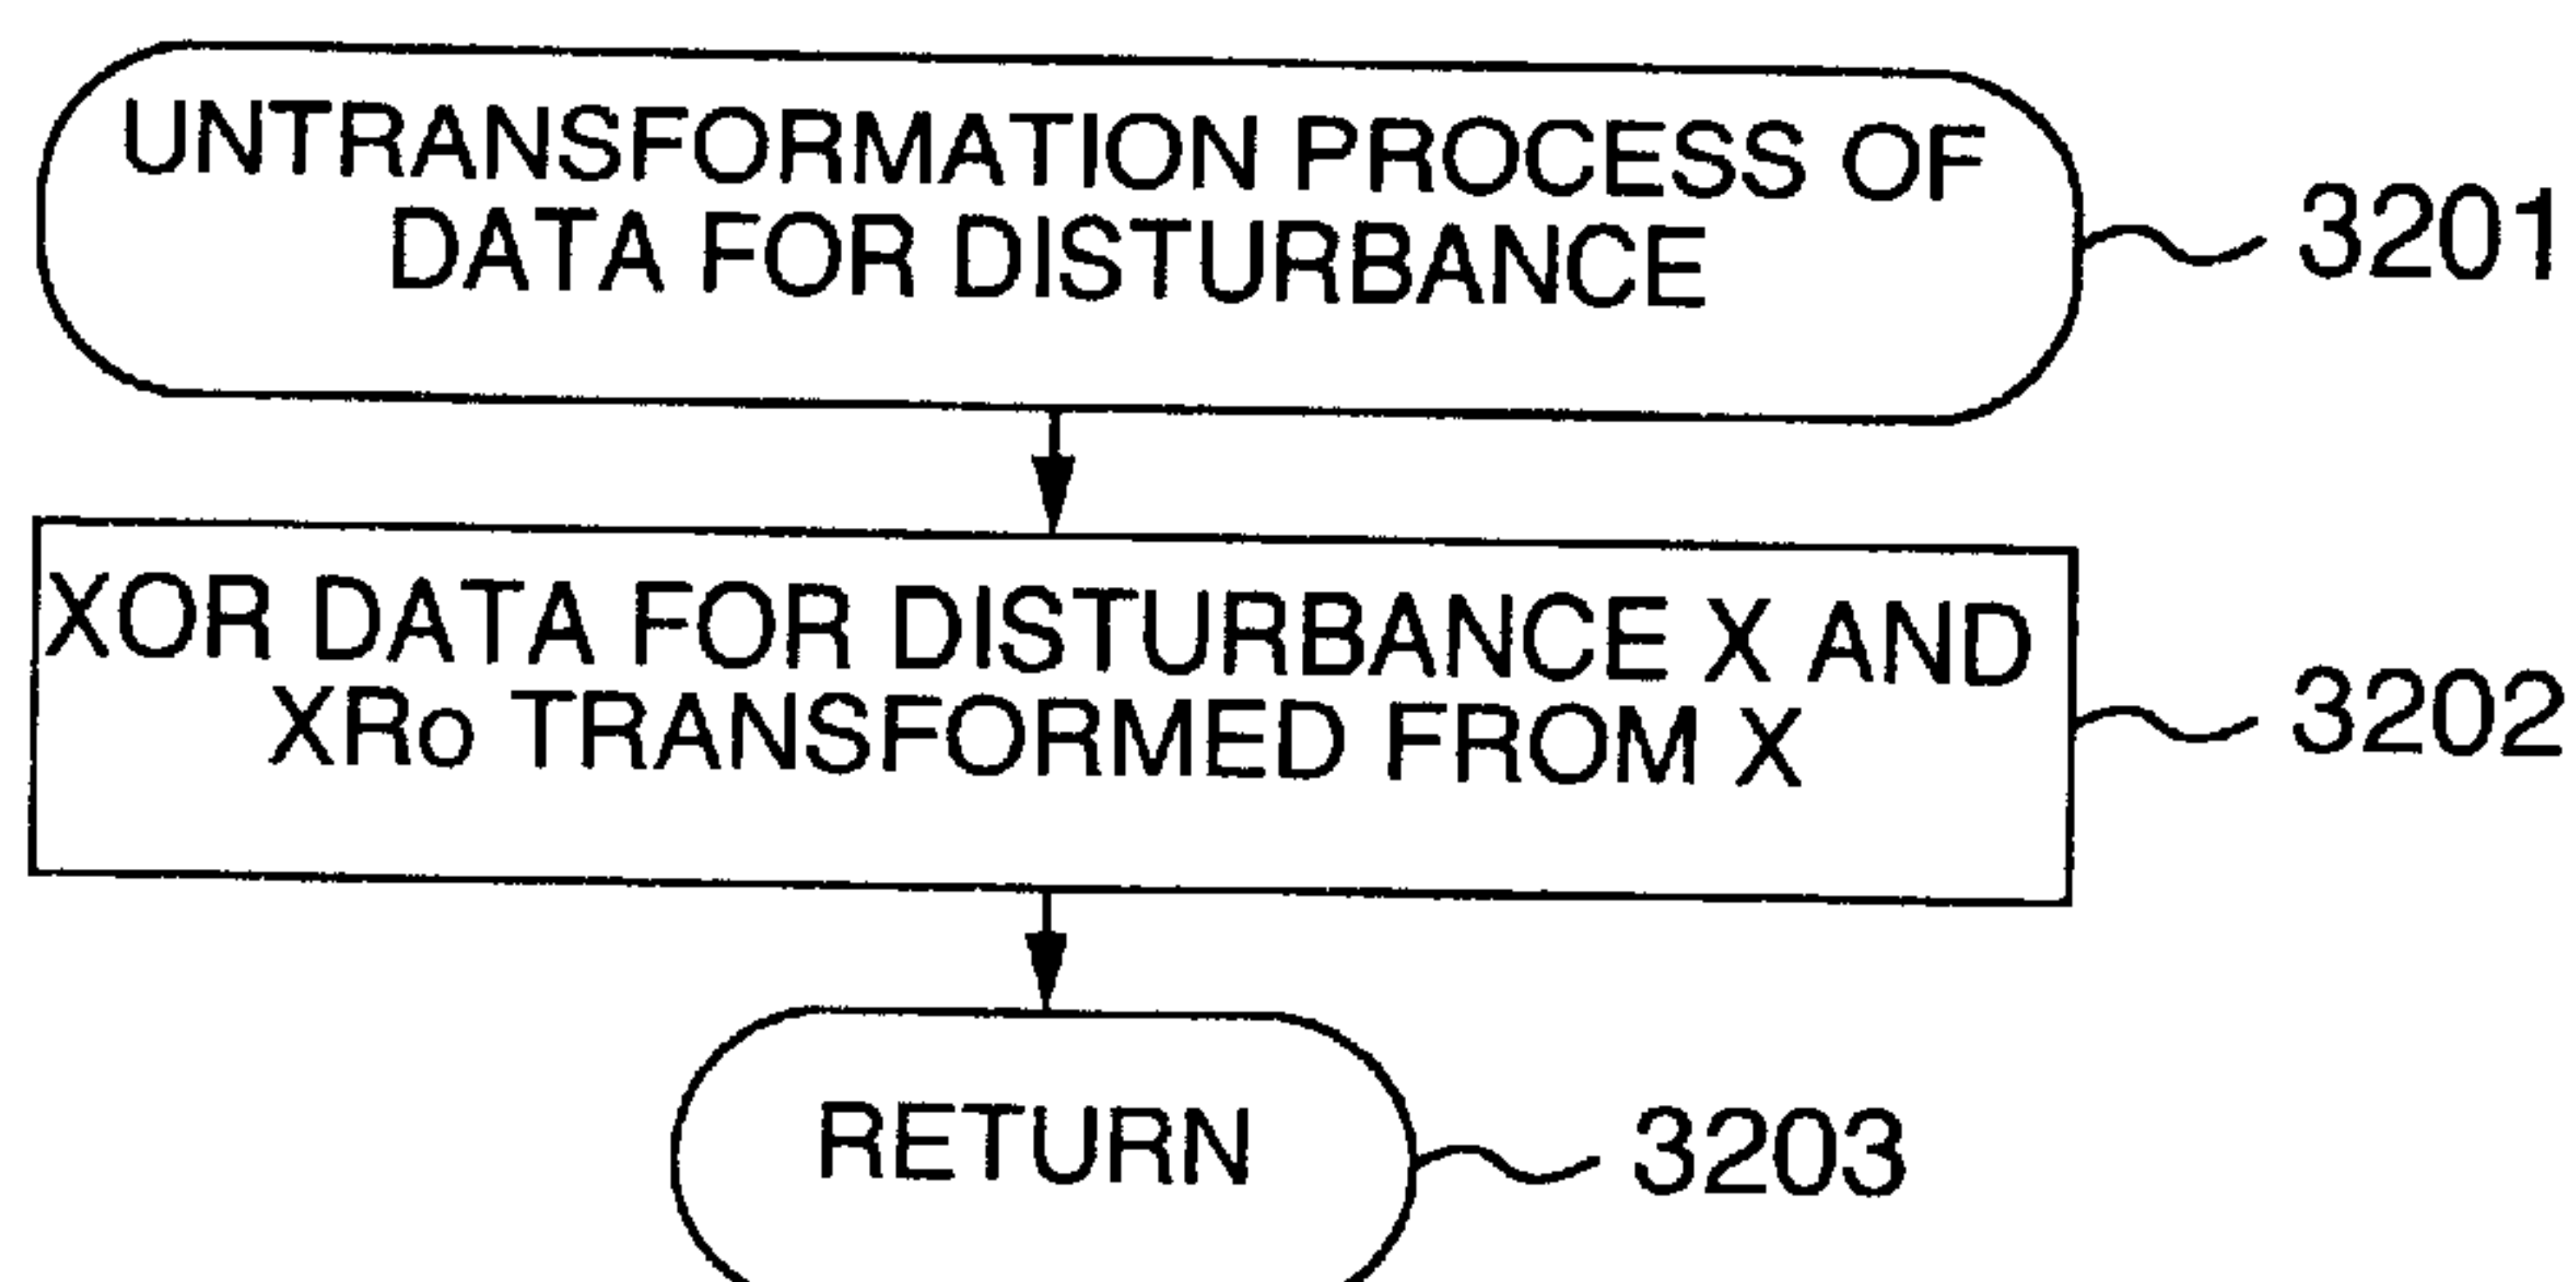 UNTRANSFORMATION PROCESS OF
DATA FOR DISTURBANCE
3201
XOR DATA FOR DISTURBANCE X AND
XRo TRANSFORMED FROM X
3202
RETURN
3203